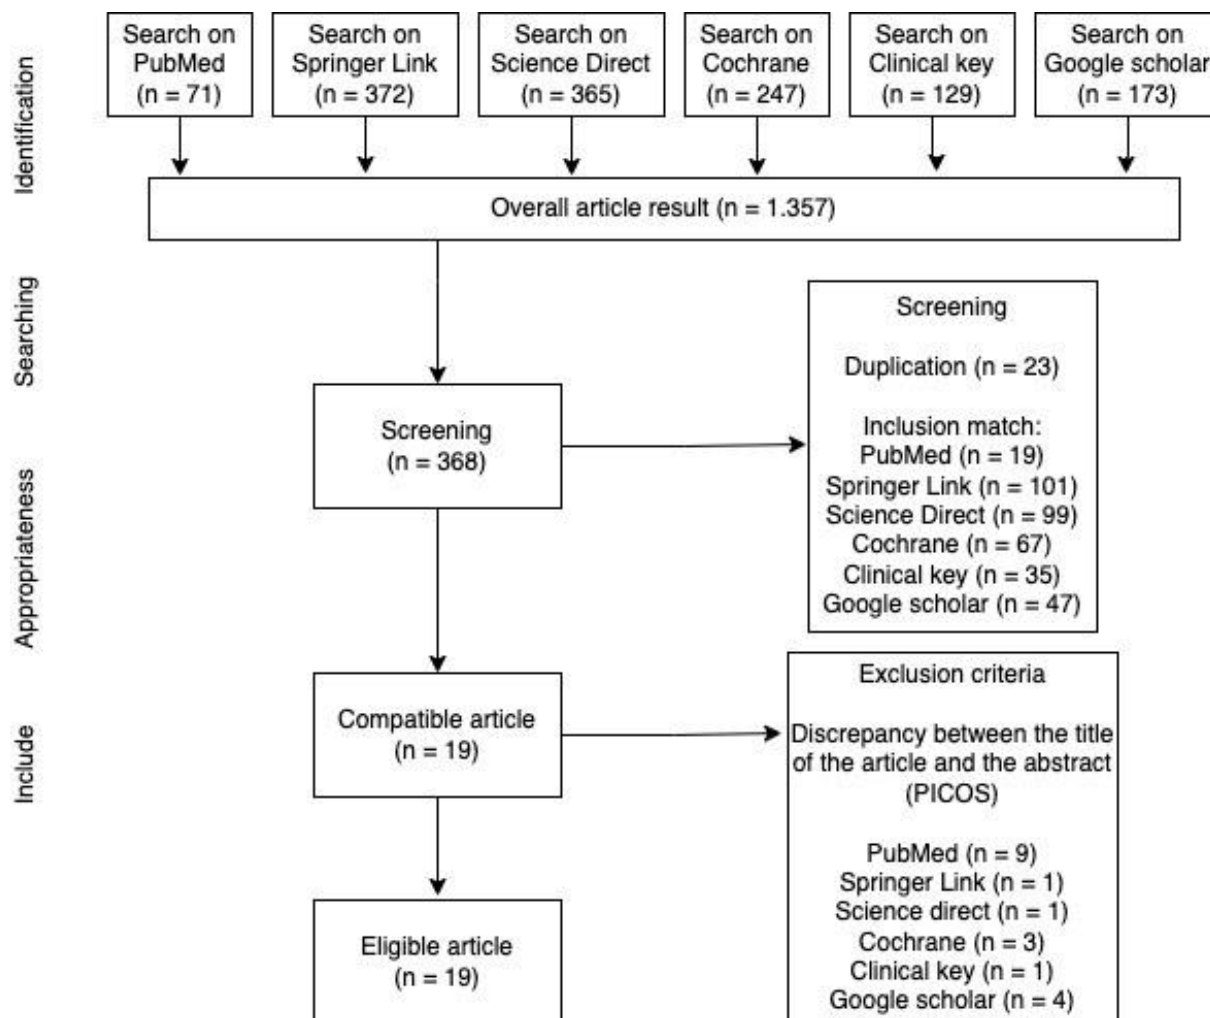 Identification
Search on
PubMed
(n = 71)
Search on
Springer Link
(n = 372)
Search on
Science Direct
(n = 365)
Search on
Cochrane
(n = 247)
Search on
Clinical key
(n = 129)
Search on
Google scholar
(n = 173)
Overall article result (n = 1.357)
Searching
Screening
(n = 368)
Screening
Duplication (n = 23)
Inclusion match:
PubMed (n = 19)
Springer Link (n = 101)
Science Direct (n = 99)
Cochrane (n = 67)
Clinical key (n = 35)
Google scholar (n = 47)
Appropriateness
Compatible article
(n = 19)
Exclusion criteria
Discrepancy between the title
of the article and the abstract
(PICOS)
PubMed (n = 9)
Springer Link (n = 1)
Science direct (n = 1)
Cochrane (n = 3)
Clinical key (n = 1)
Google scholar (n = 4)
Include
Eligible article
(n = 19)